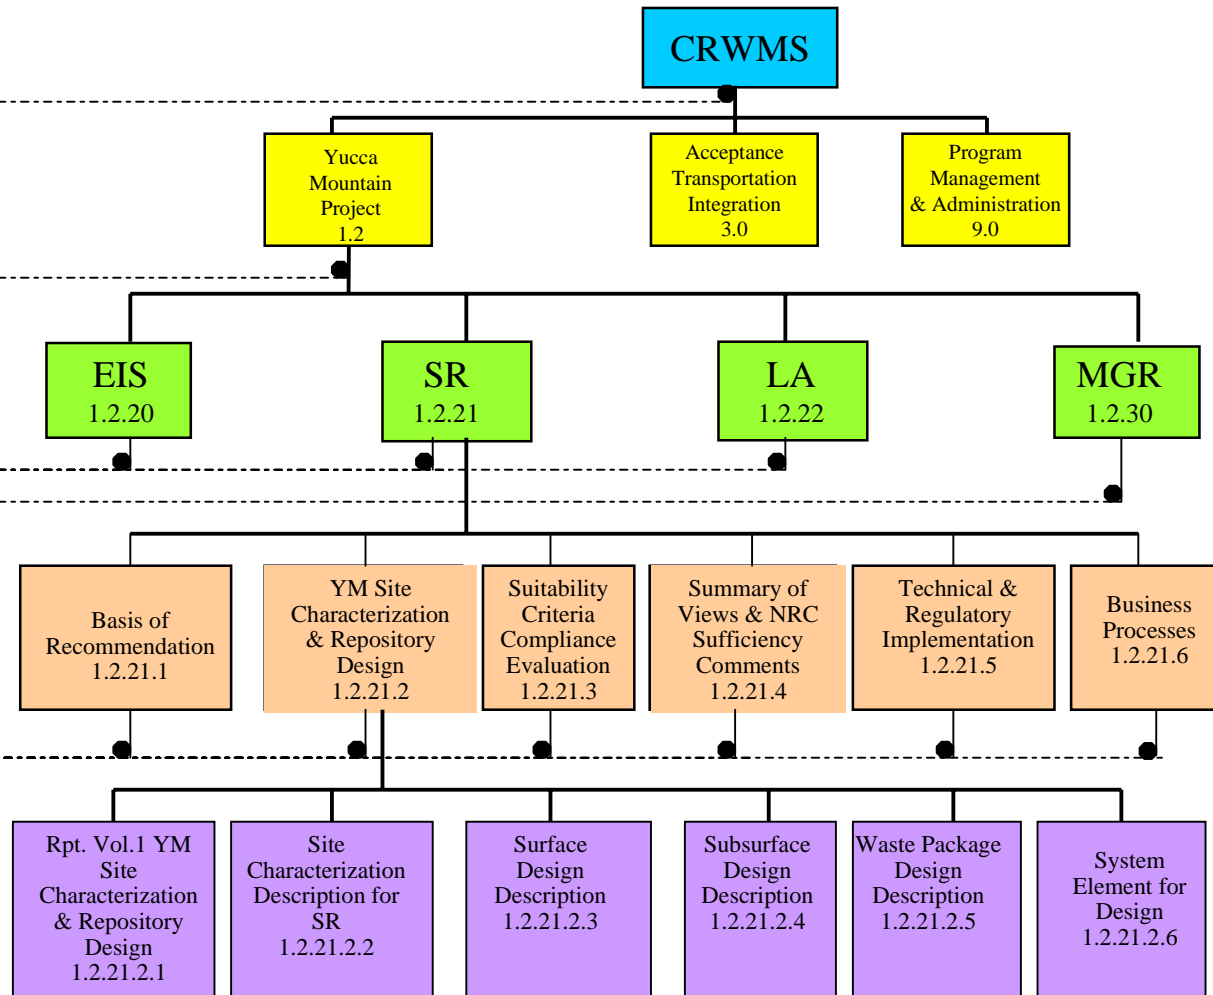 CRWMS
Yucca
Mountain
Project
1.2
Acceptance
Transportation
Integration
3.0
Program
Management
& Administration
9.0
EIS
1.2.20
SR
1.2.21
LA
1.2.22
MGR
1.2.30
Basis of
Recommendation
1.2.21.1
YM Site
Characterization
& Repository
Design
1.2.21.2
Suitability
Criteria
Compliance
Evaluation
1.2.21.3
Summary of
Views & NRC
Sufficiency
Comments
1.2.21.4
Technical &
Regulatory
Implementation
1.2.21.5
Business
Processes
1.2.21.6
Rpt. Vol.1 YM
Site
Characterization
& Repository
Design
1.2.21.2.1
Site
Characterization
Description for
SR
1.2.21.2.2
Surface
Design
Description
1.2.21.2.3
Subsurface
Design
Description
1.2.21.2.4
Waste Package
Design
Description
1.2.21.2.5
System
Element for
Design
1.2.21.2.6